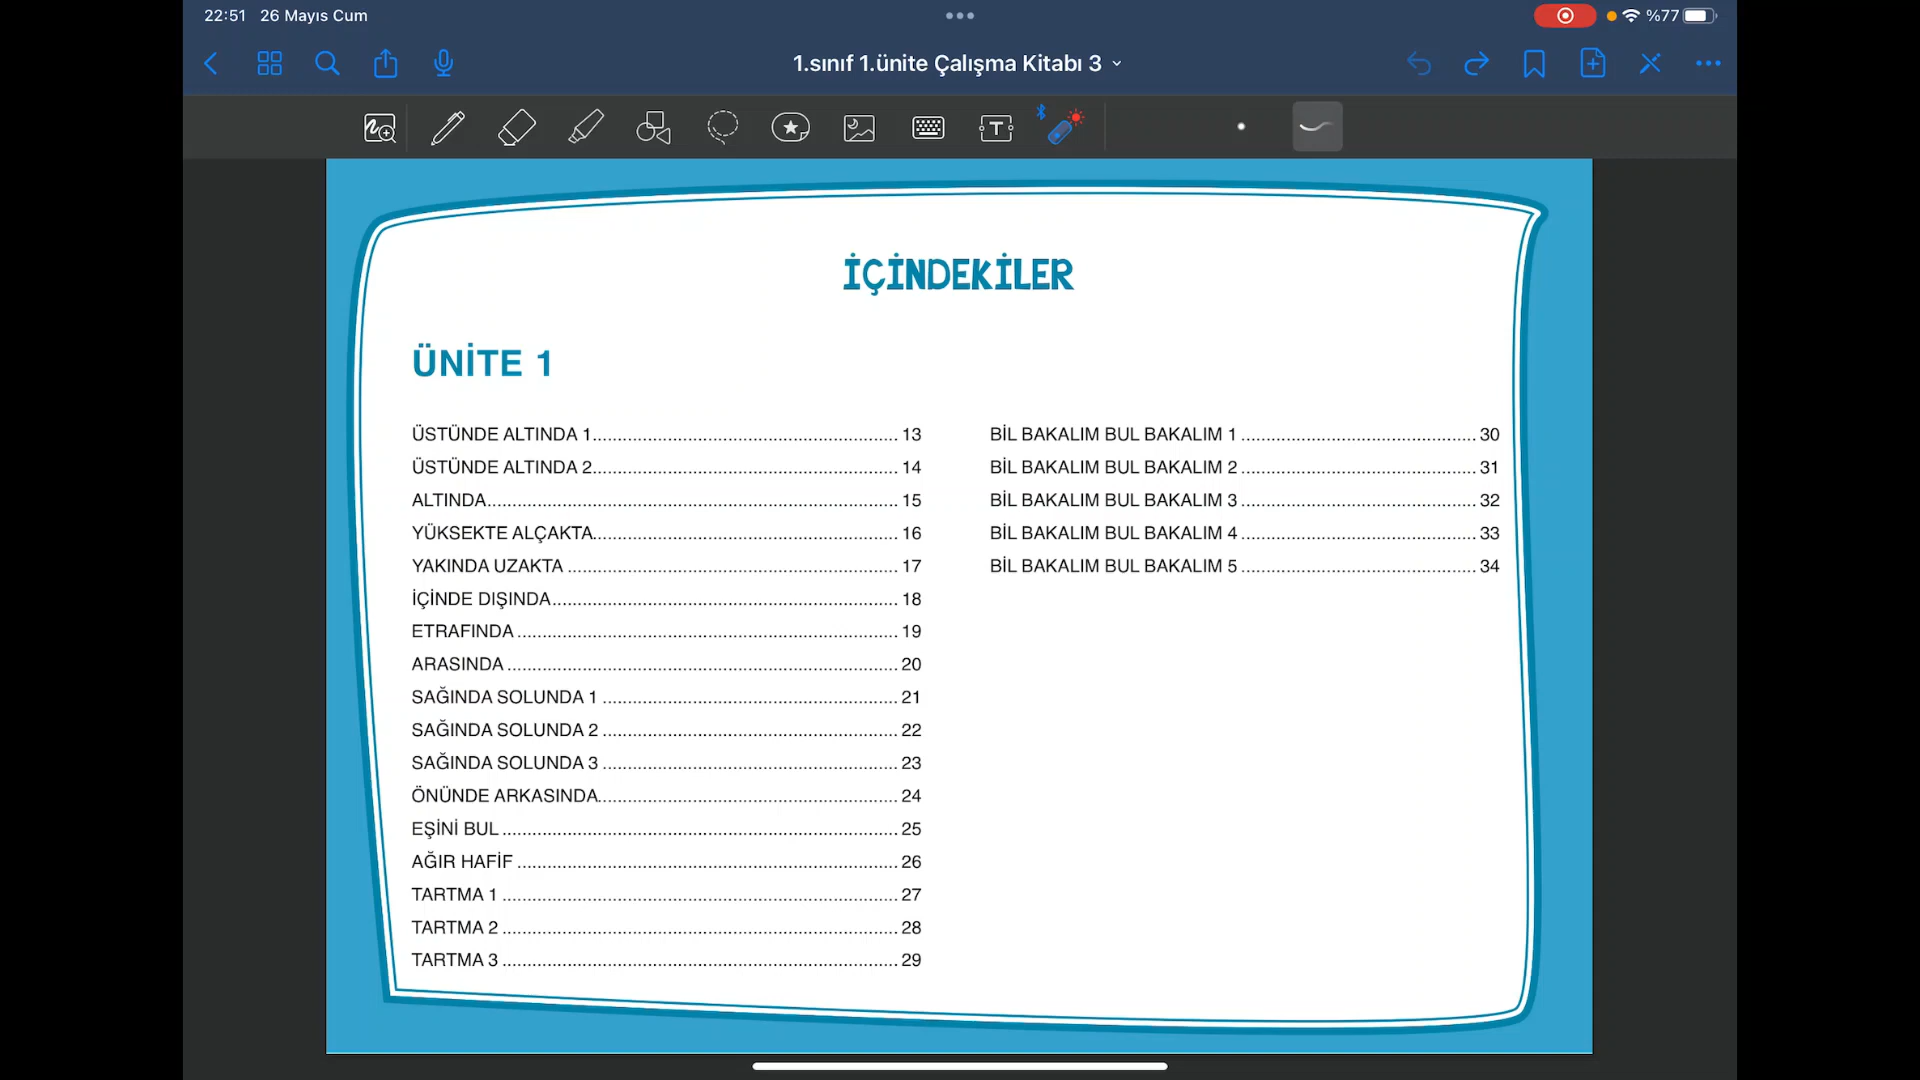 22:51 26 Mayıs Cum
%77
1.sınıf 1.ünite Çalışma Kitabı 3
T
İÇİNDEKİLER
ÜNİTE 1
ÜSTÜNDE ALTINDA 1 13
ÜSTÜNDE ALTINDA 2 14
ALTINDA 15
YÜKSEKTE ALÇAKTA 16
YAKINDA UZAKTA 17
İÇİNDE DIŞINDA 18
ETRAFINDA 19
ARASINDA 20
SAĞINDA SOLUNDA 1 21
SAĞINDA SOLUNDA 2 22
SAĞINDA SOLUNDA 3 23
ÖNÜNDE ARKASINDA 24
EŞİNİ BUL 25
AĞIR HAFİF 26
TARTMA 1 27
TARTMA 2 28
TARTMA 3 29
BİL BAKALIM BUL BAKALIM 1 30
BİL BAKALIM BUL BAKALIM 2 31
BİL BAKALIM BUL BAKALIM 3 32
BİL BAKALIM BUL BAKALIM 4 33
BİL BAKALIM BUL BAKALIM 5 34